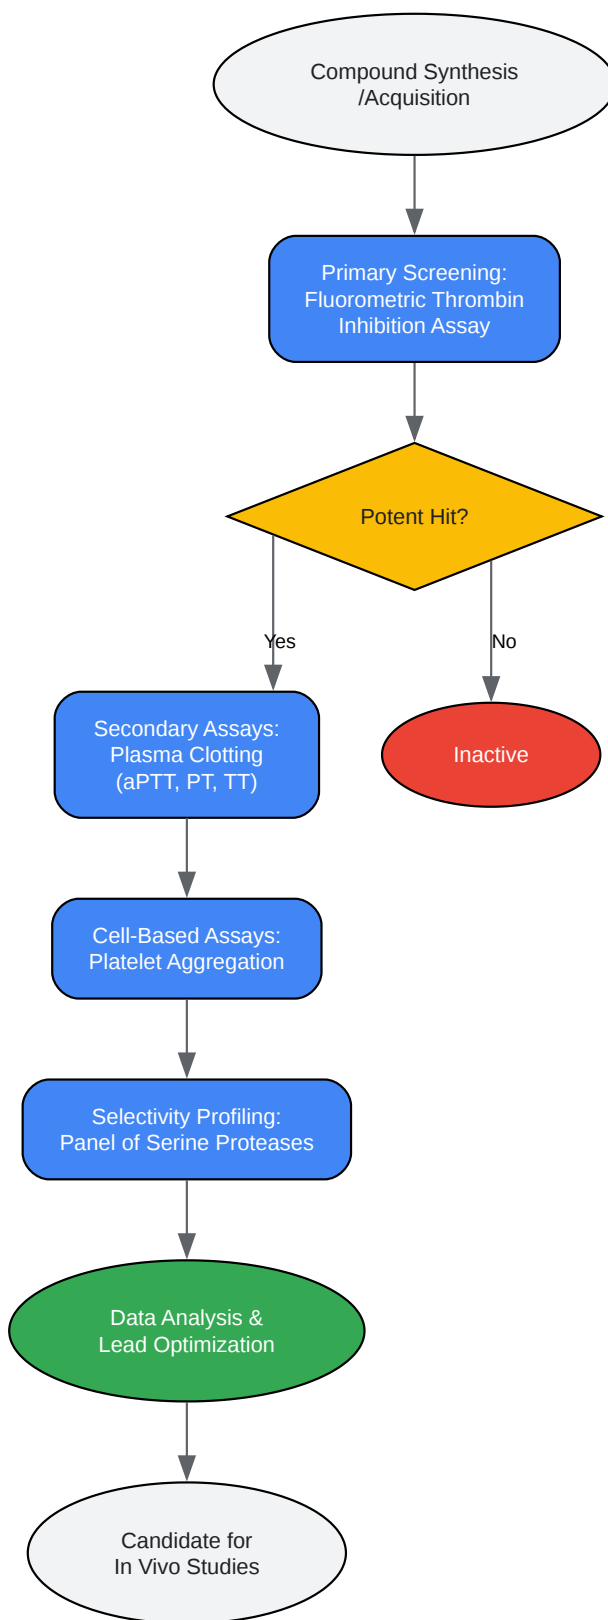 Compound Synthesis
/Acquisition
Primary Screening:
Fluorometric Thrombin
Inhibition Assay
Potent Hit?
Yes
No
Secondary Assays:
Plasma Clotting
(aPTT, PT, TT)
Inactive
Cell-Based Assays:
Platelet Aggregation
Selectivity Profiling:
Panel of Serine Proteases
Data Analysis &
Lead Optimization
Candidate for
In Vivo Studies